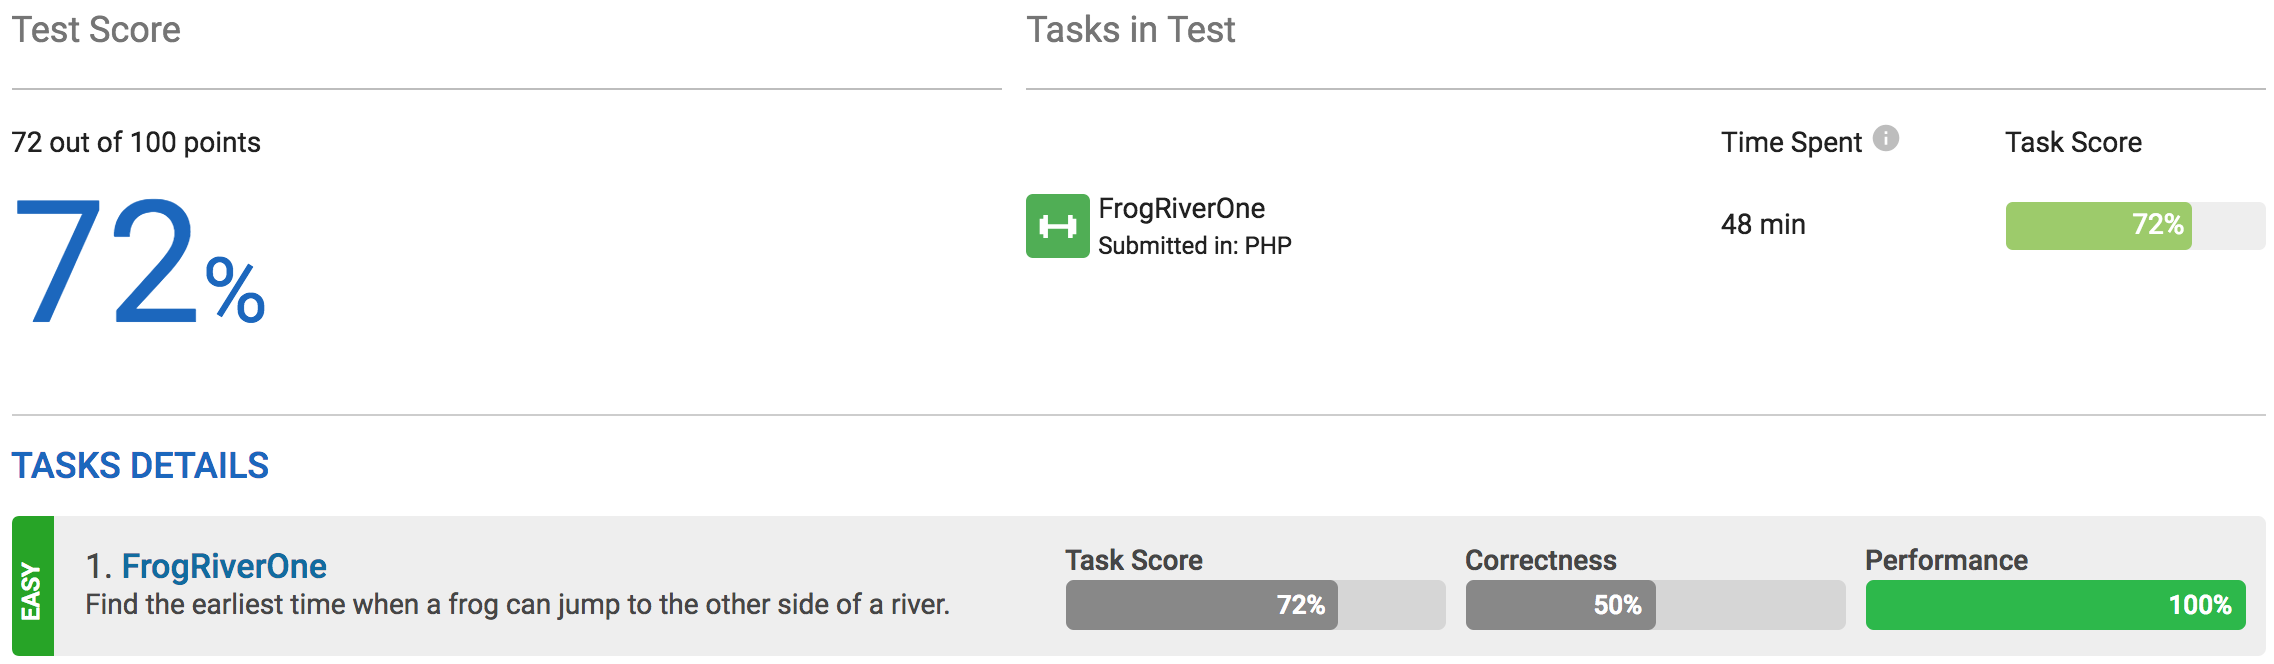 Test Score
72 out of 100 points
72%
Tasks in Test
Time Spent
Task Score
FrogRiverOne
Submitted in: PHP
48 min
72%
TASKS DETAILS
EASY
1. FrogRiverOne
Find the earliest time when a frog can jump to the other side of a river.
Task Score
72%
Correctness
50%
Performance
100%